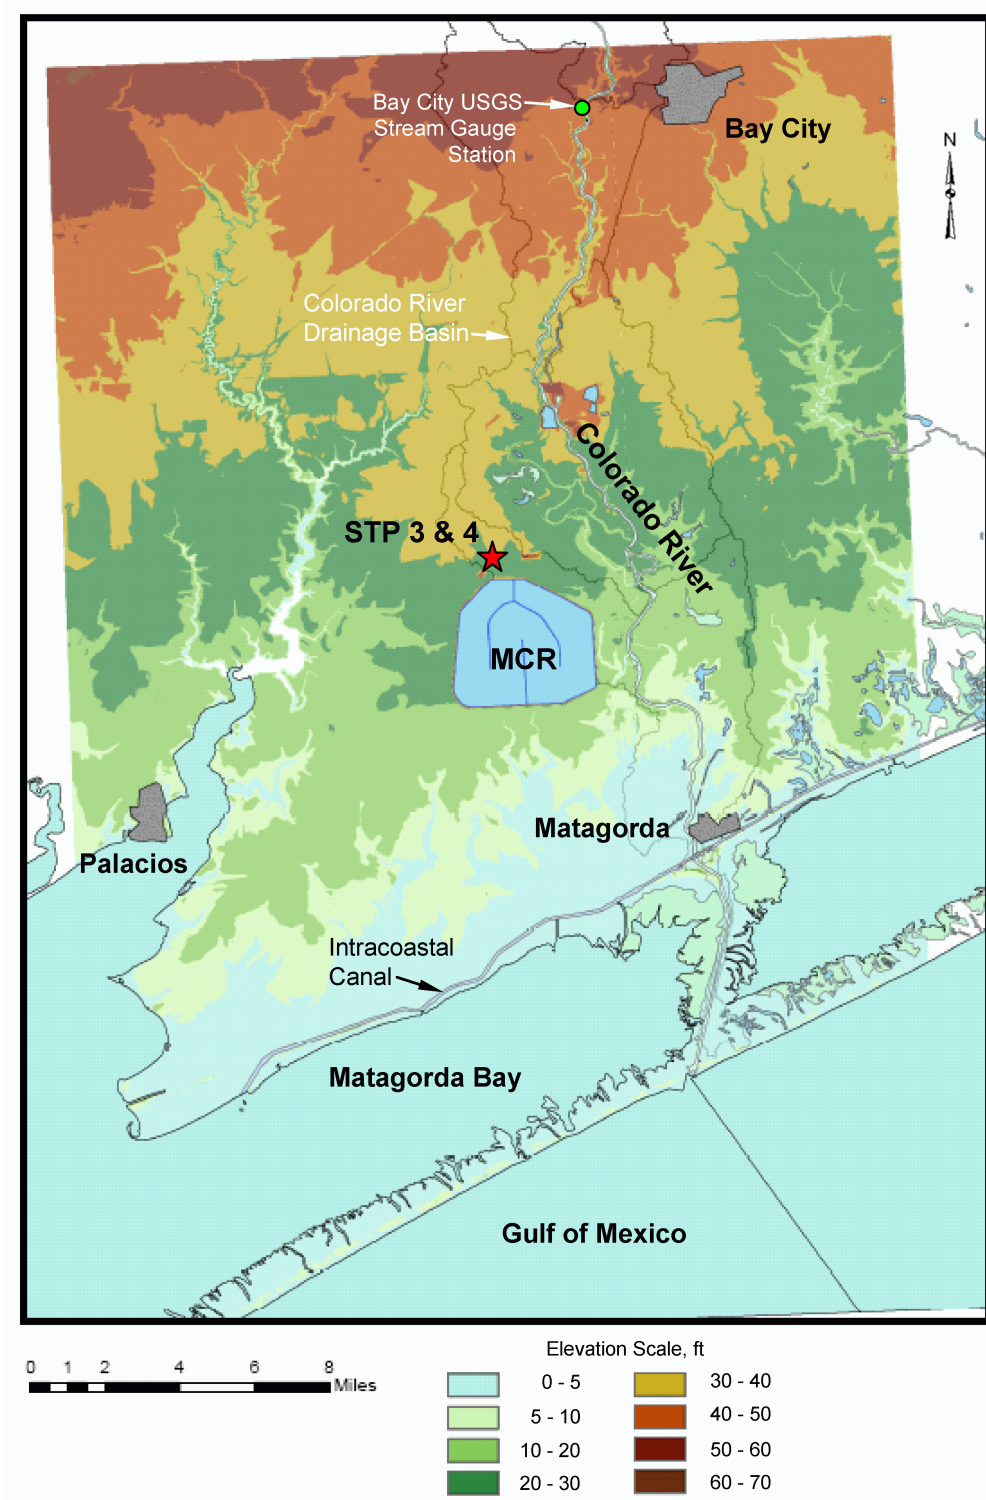 Bay City USGS
Stream Gauge
Station
Bay City
N
Colorado River
Drainage Basin
Colorado River
STP 3 & 4
MCR
Matagorda
Palacios
Intracoastal
Canal
Matagorda Bay
Gulf of Mexico
Elevation Scale, ft
0 1 2 4 6 8
Miles
0 - 5
5 - 10
10 - 20
20 - 30
30 - 40
40 - 50
50 - 60
60 - 70